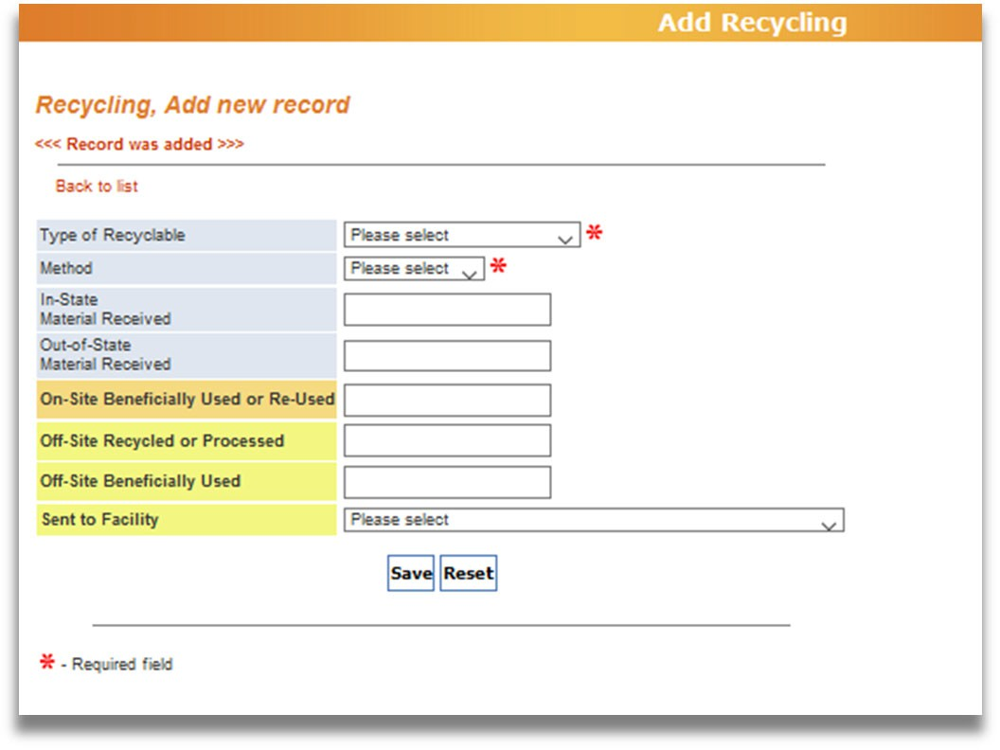 Add Recycling
Recycling, Add new record
<<< Record was added >>>
Back to list
Type of Recyclable Please select *
Method Please select *
In-State
Material Received
Out-of-State
Material Received
On-Site Beneficially Used or Re-Used
Off-Site Recycled or Processed
Off-Site Beneficially Used
Sent to Facility Please select
Save Reset
* - Required field